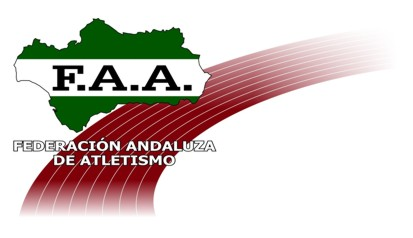 F.A.A.
FEDERACIÓN ANDALUZA
DE ATLETISMO